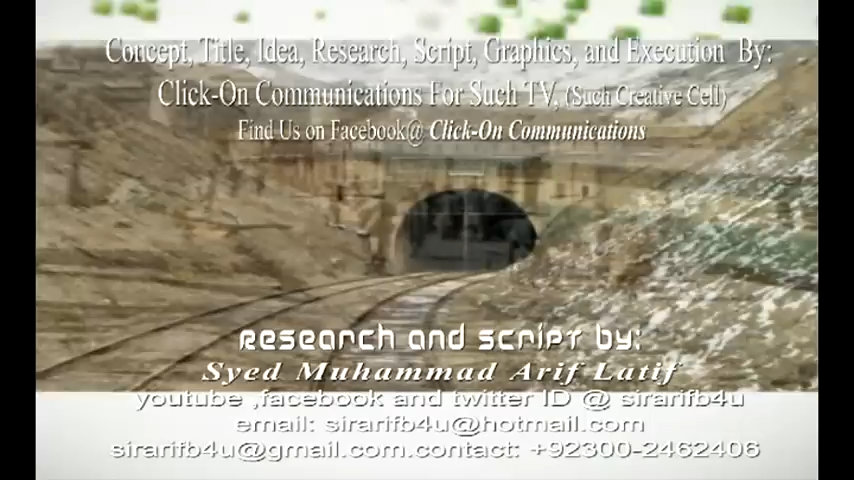 Concept, Title, Idea, Research, Script, Graphics, and Execution By:
Click-On Communications For Such TV, (Such Creative Cell)
Find Us on Facebook@ Click-On Communications
Research and script by:
Syed Muhammad Arif Latif
youtube ,facebook and twitter ID @ sirarifb4u
email: sirarifb4u@hotmail.com
sirarifb4u@gmail.com.contact: +92300-2462406